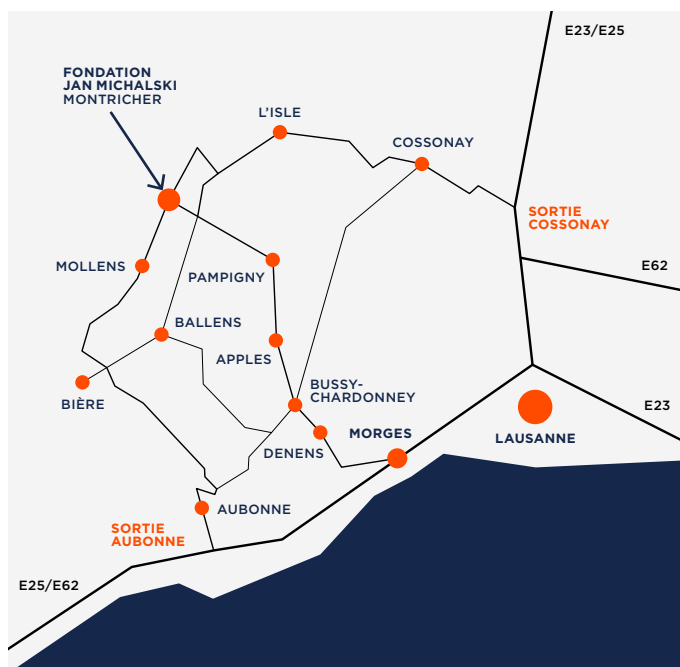 E23/E25
FONDATION
JAN MICHALSKI
MONTRICHER
L'ISLE
COSSONAY
SORTIE
COSSONAY
MOLLENS
PAMPIGNY
E62
BALLENS
APPLES
BIÈRE
BUSSY-
CHARDONNEY
E23
MORGES
LAUSANNE
DENENS
AUBONNE
SORTIE
AUBONNE
E25/E62